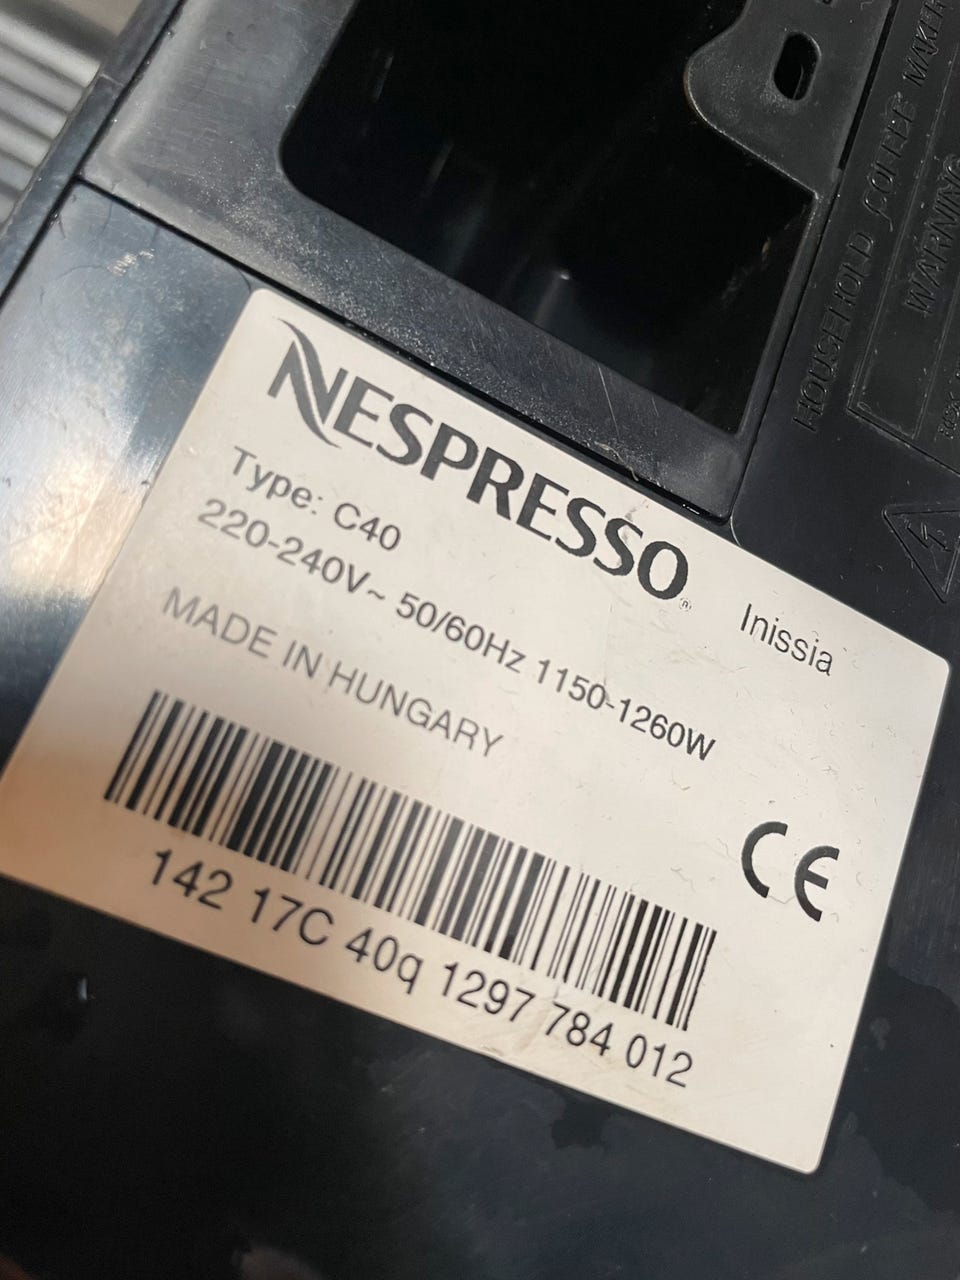 NESPRESSO®
Inissia
Type: C40
220-240V~ 50/60Hz 1150-1260W
MADE IN HUNGARY
CE
142 17C 40q 1297 784 012
HOUSEHOLD COFFEE MAKER
WARNING